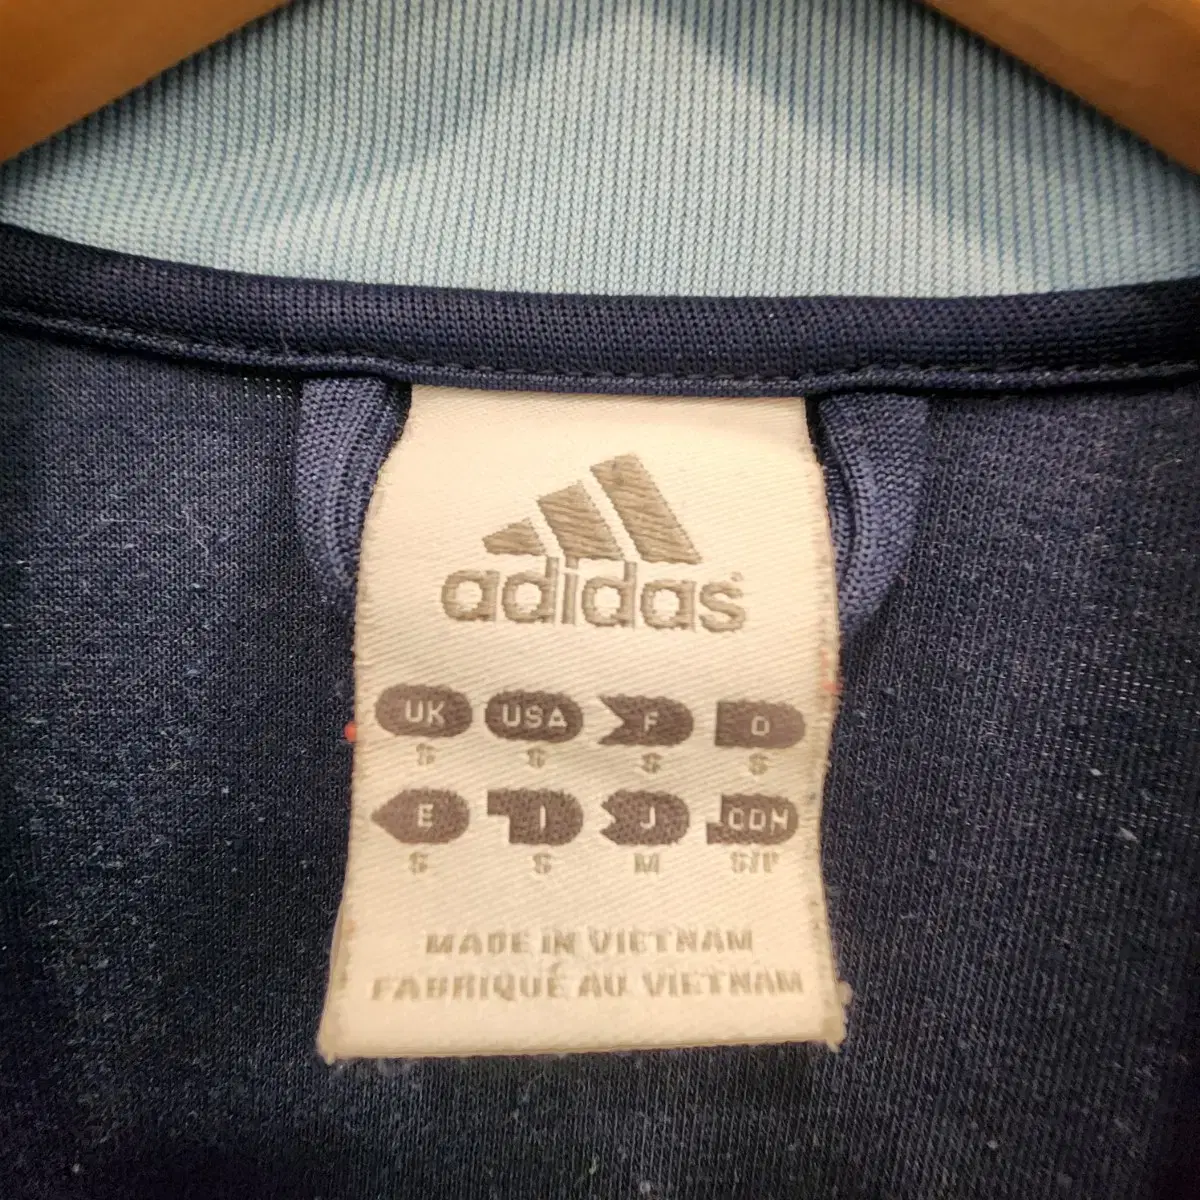 adidas
UK USA F D
S S S S
E I J CDN
S S M S/P
MADE IN VIETNAM
FABRIQUÉ AU VIETNAM